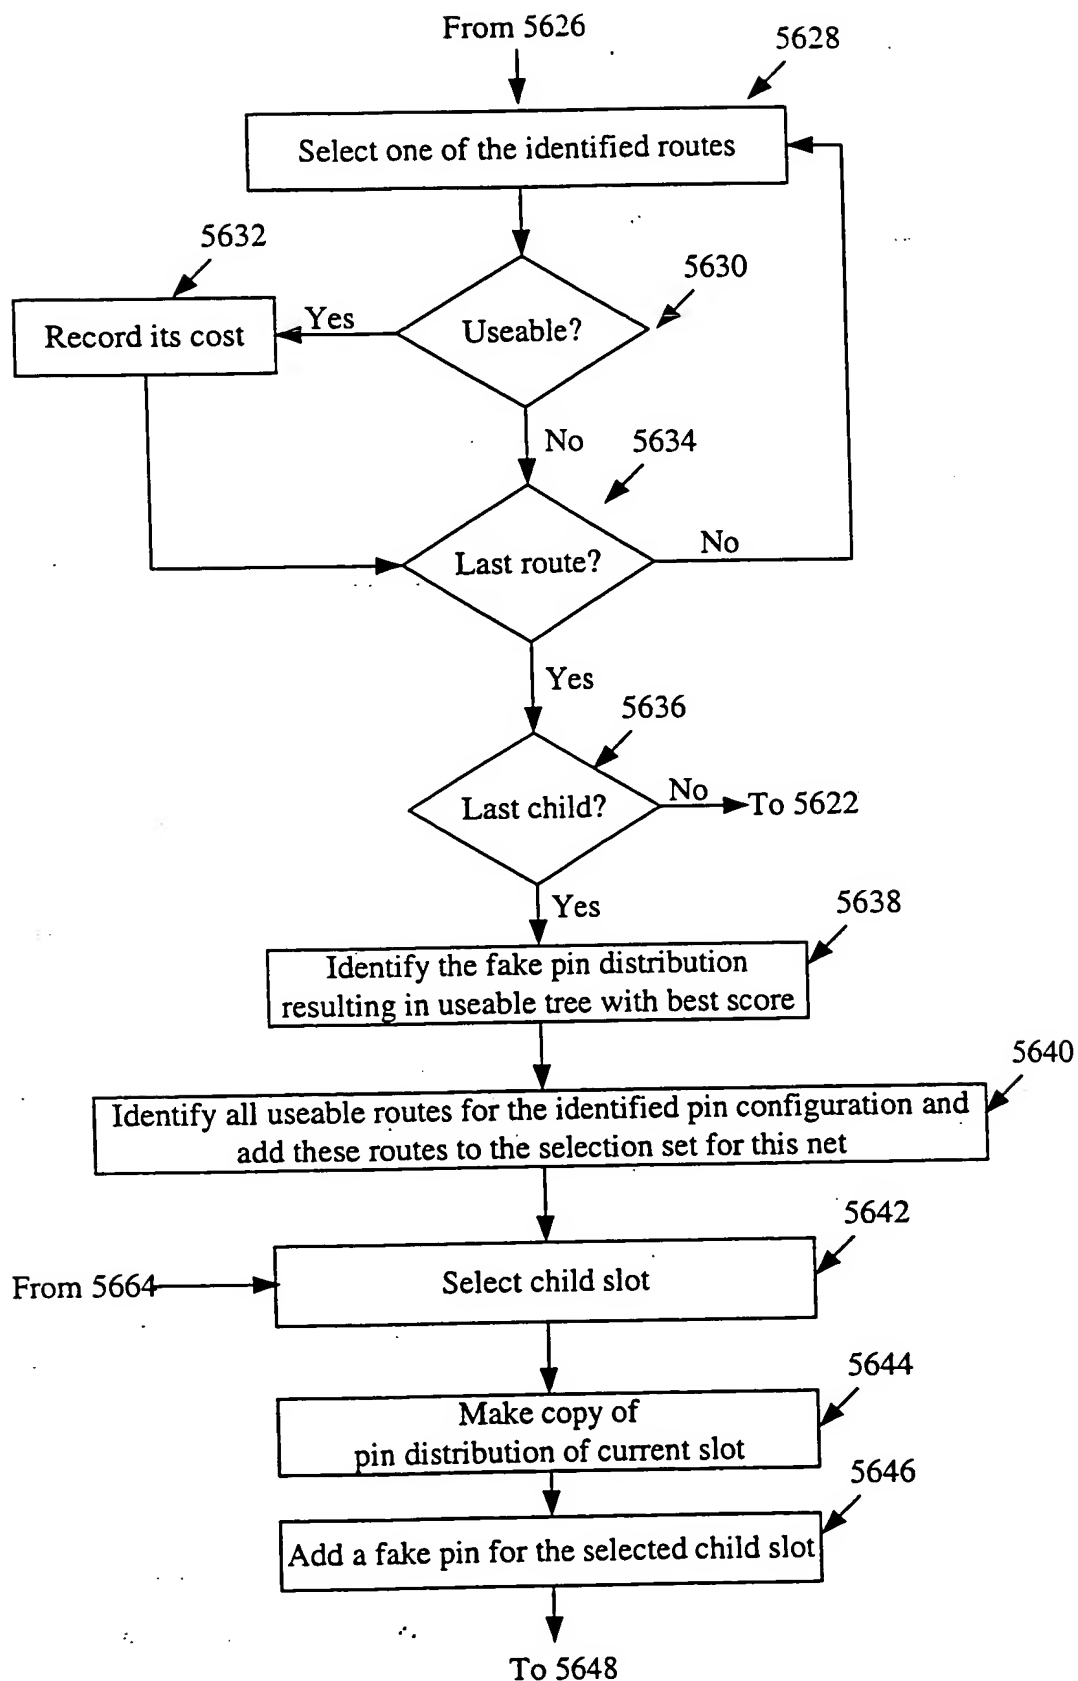 From 5626
5628
Select one of the identified routes
5632
5630
Record its cost
Yes
Useable?
No
5634
Last route?
No
Yes
5636
Last child?
No
To 5622
Yes
5638
Identify the fake pin distribution
resulting in useable tree with best score
5640
Identify all useable routes for the identified pin configuration and
add these routes to the selection set for this net
5642
From 5664
Select child slot
5644
Make copy of
pin distribution of current slot
5646
Add a fake pin for the selected child slot
To 5648